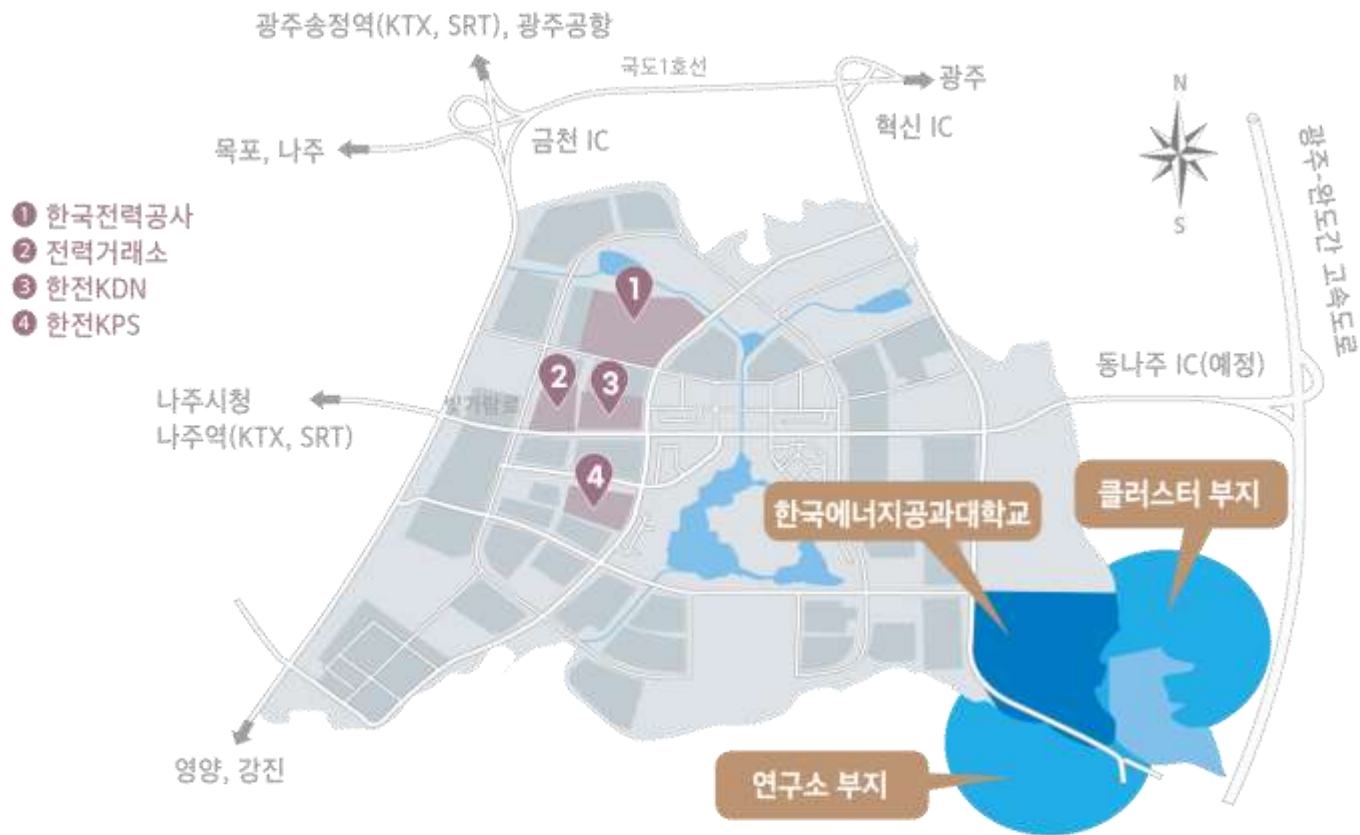 광주송정역(KTX, SRT), 광주공항
국도1호선
광주
N
혁신 IC
금천 IC
목포, 나주
광주-완도간 고속도로
S
1 한국전력공사
2 전력거래소
3 한전KDN
4 한전KPS
1
2
3
4
동나주 IC(예정)
나주시청
나주역(KTX, SRT)
빛가람로
클러스터 부지
한국에너지공과대학교
연구소 부지
영양, 강진